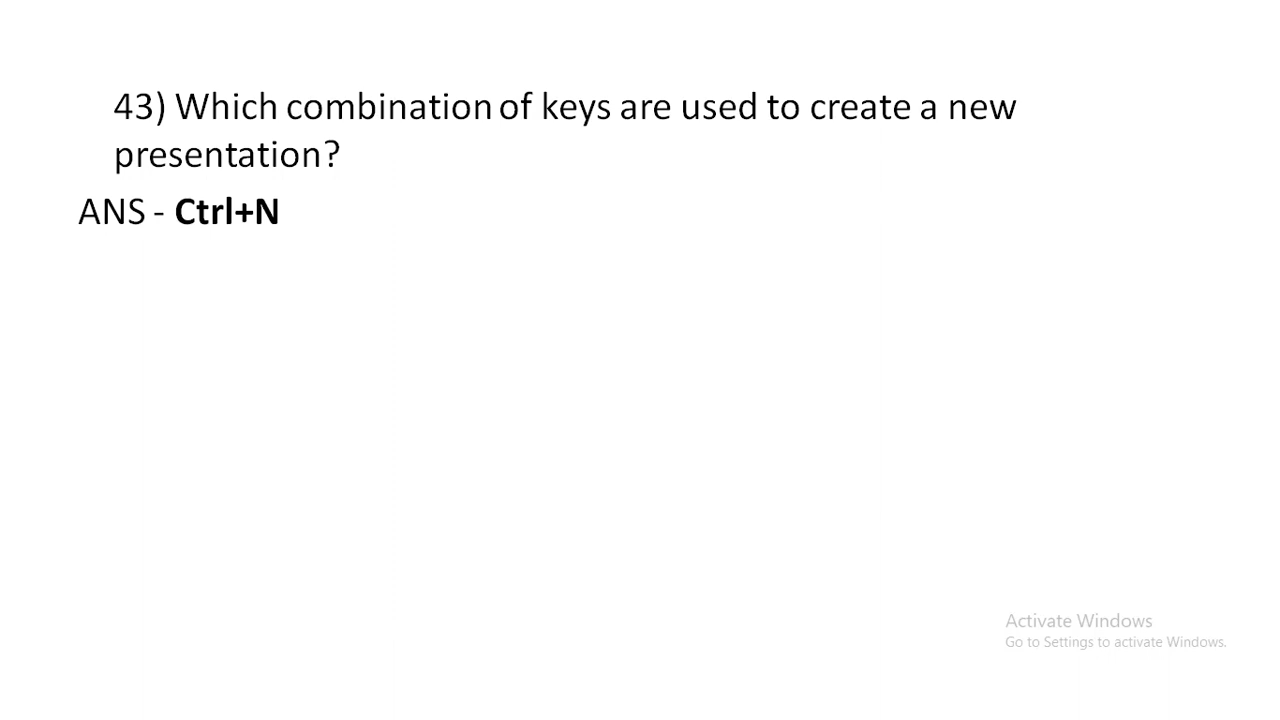 43) Which combination of keys are used to create a new
presentation?
ANS - Ctrl+N
Activate Windows
Go to Settings to activate Windows.